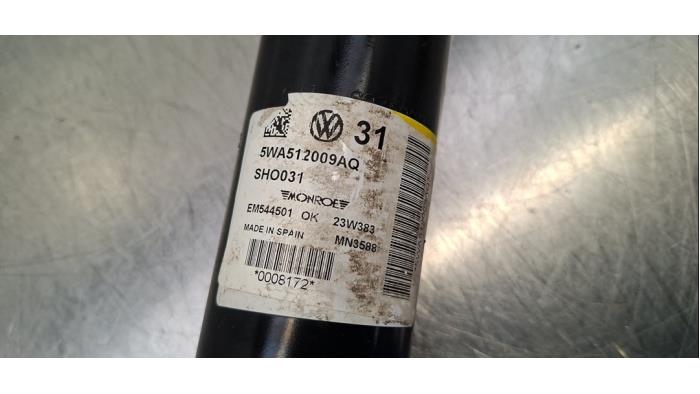 31
5WA512009AQ
SHO031
MONROE
EM544501 OK 23W383
MADE IN SPAIN MN3588
*0008172*